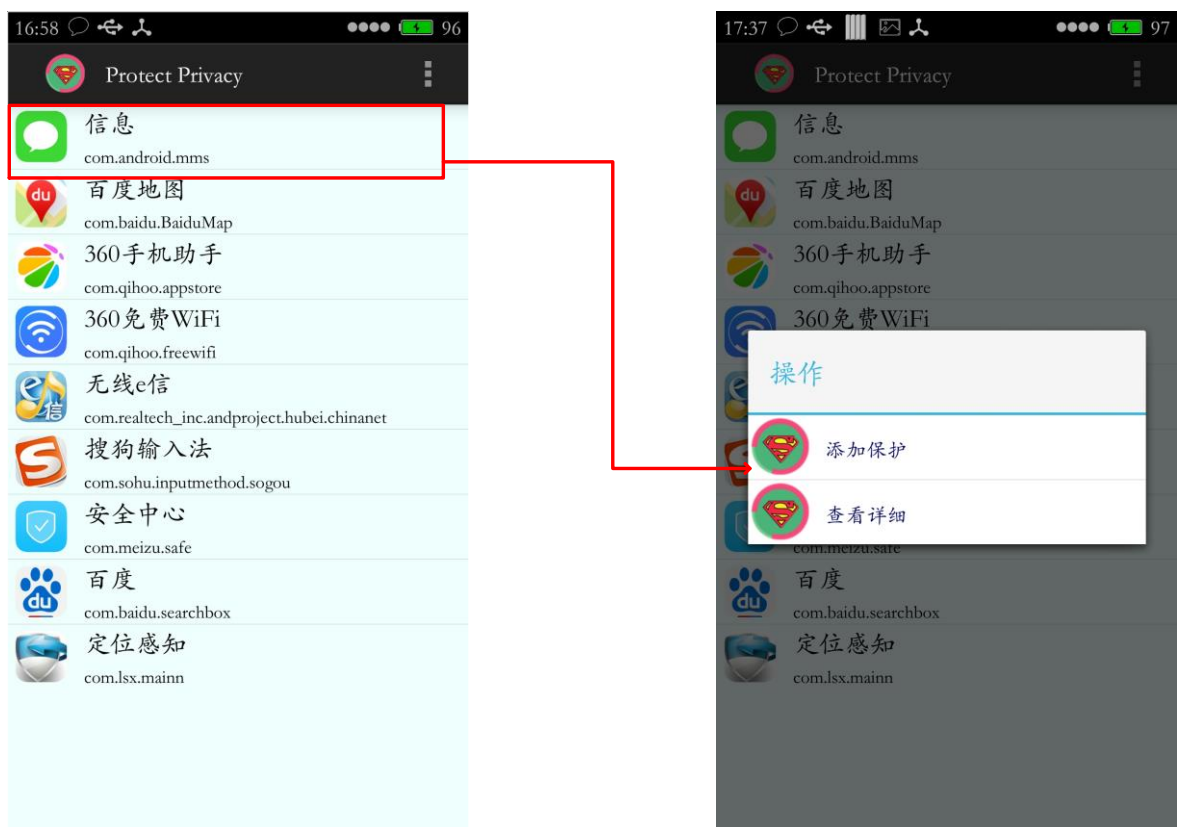 16:58
96
Protect Privacy
信息
com.android.mms
百度地图
com.baidu.BaiduMap
360手机助手
com.qihoo.appstore
360免费WiFi
com.qihoo.freewifi
无线e信
com.realtech_inc.andproject.hubei.chinanet
搜狗输入法
com.sohu.inputmethod.sogou
安全中心
com.meizu.safe
百度
com.baidu.searchbox
定位感知
com.lsx.mainn
17:37
97
Protect Privacy
信息
com.android.mms
百度地图
com.baidu.BaiduMap
360手机助手
com.qihoo.appstore
360免费WiFi
操作
添加保护
查看详细
com.meizu.safe
百度
com.baidu.searchbox
定位感知
com.lsx.mainn